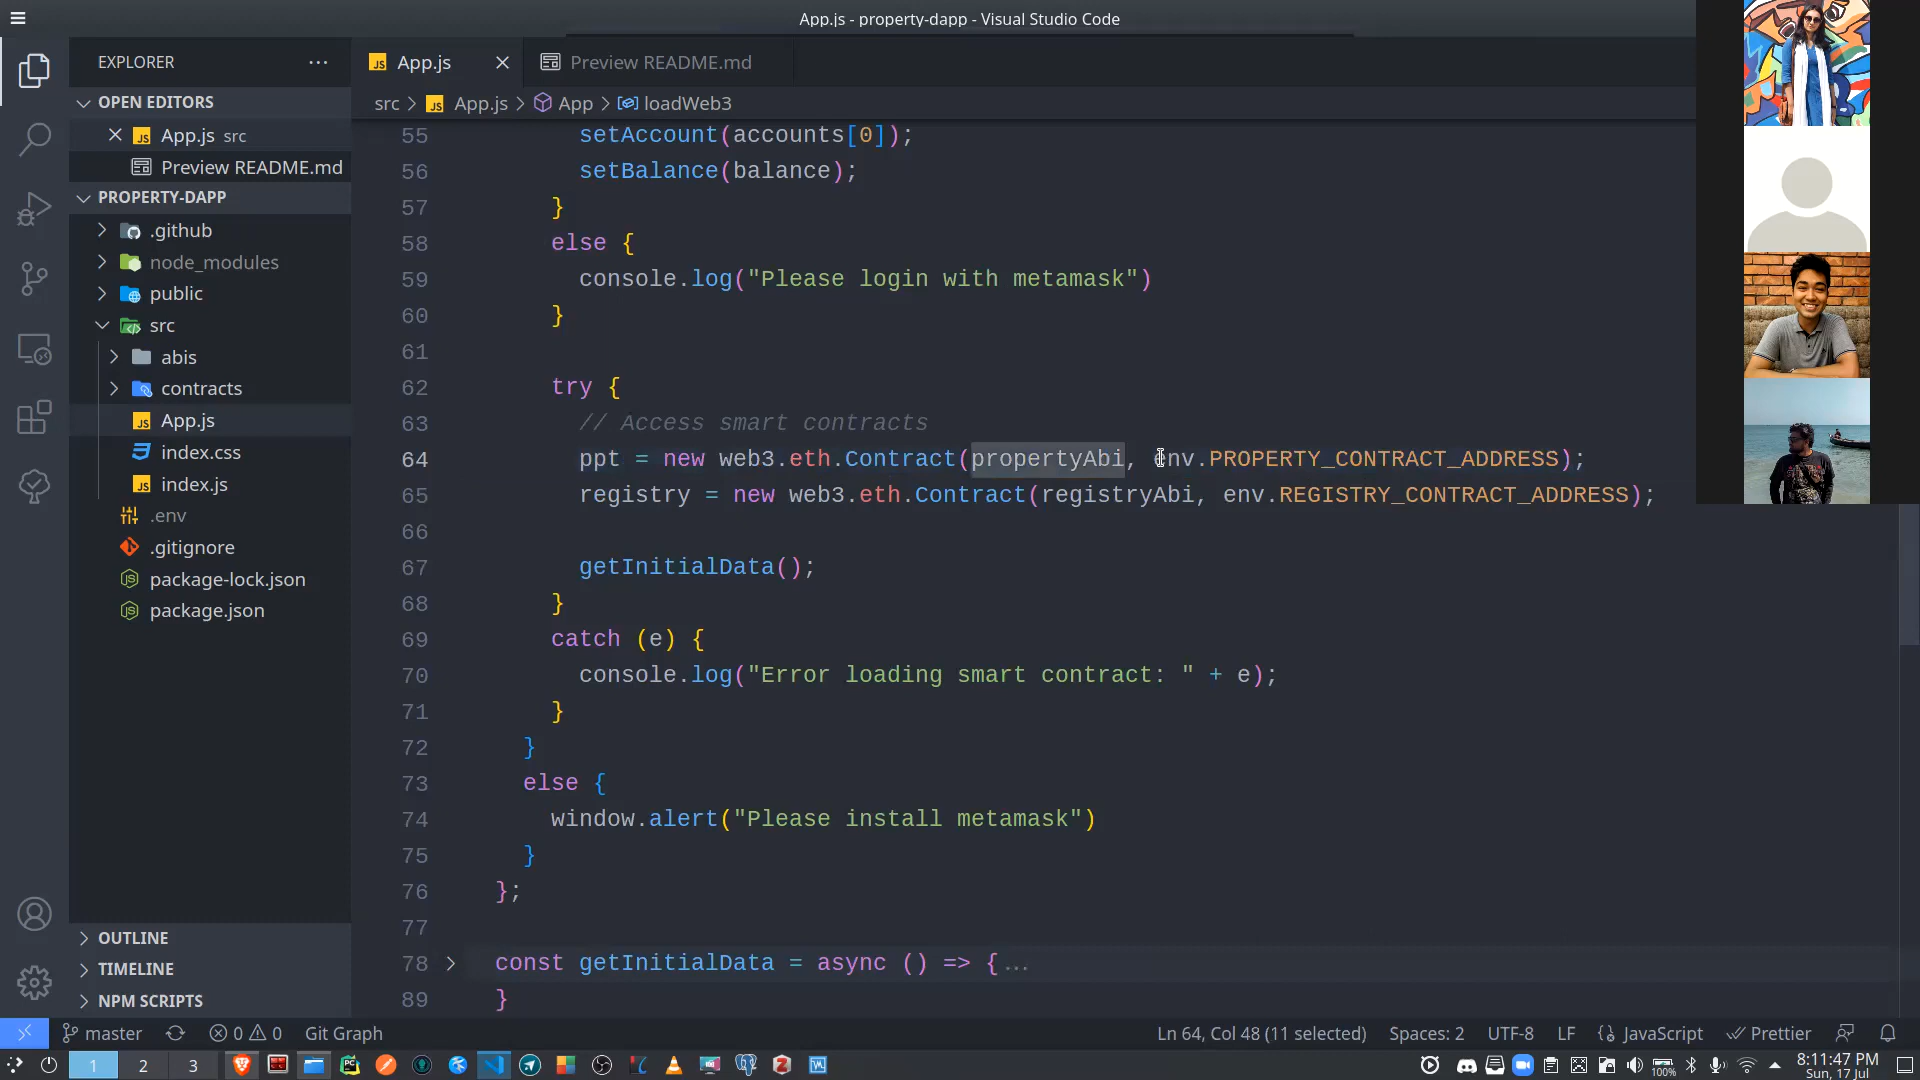 App.js - property-dapp - Visual Studio Code
EXPLORER
App.js
Preview README.md
OPEN EDITORS
src > App.js > App > loadWeb3
App.js src
Preview README.md
PROPERTY-DAPP
.github
node_modules
public
src
abis
contracts
App.js
index.css
index.js
.env
.gitignore
package-lock.json
package.json
OUTLINE
TIMELINE
NPM SCRIPTS
55 setAccount(accounts[0]);
56 setBalance(balance);
57 }
58 else {
59 console.log("Please login with metamask")
60 }
61
62 try {
63 // Access smart contracts
64 ppt = new web3.eth.Contract(propertyAbi, env.PROPERTY_CONTRACT_ADDRESS);
65 registry = new web3.eth.Contract(registryAbi, env.REGISTRY_CONTRACT_ADDRESS);
66
67 getInitialData();
68 }
69 catch (e) {
70 console.log("Error loading smart contract: " + e);
71 }
72 }
73 else {
74 window.alert("Please install metamask")
75 }
76 };
77
78 const getInitialData = async () => {...
89 }
master 0 0 Git Graph Ln 64, Col 48 (11 selected) Spaces: 2 UTF-8 LF JavaScript Prettier
1 2 3 100% 8:11:47 PM
Sun, 17 Jul